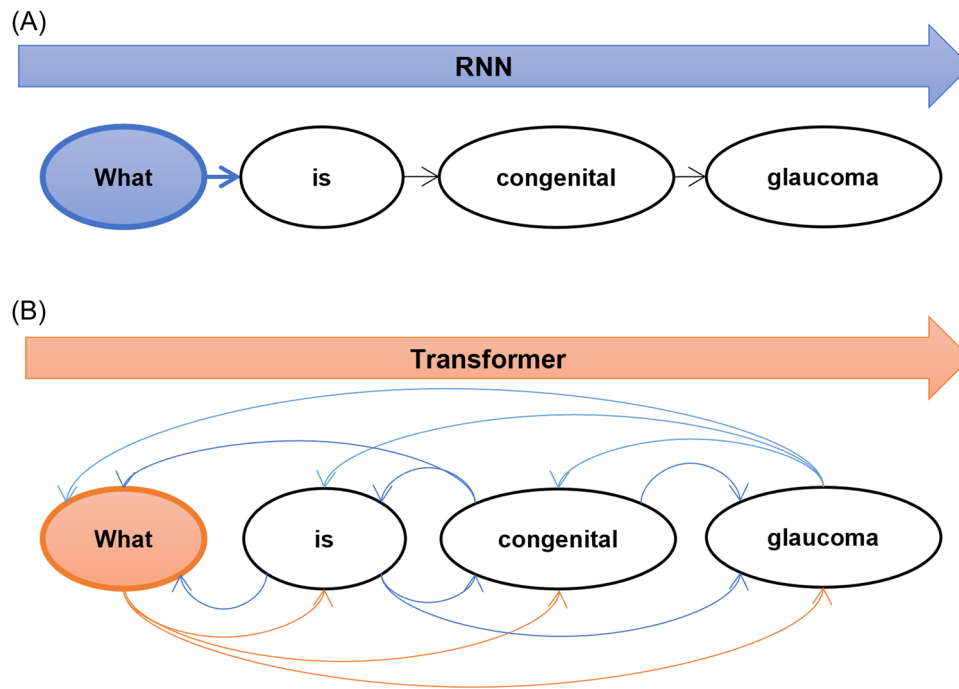 (A)
RNN
What is congenital glaucoma
(B)
Transformer
What is congenital glaucoma